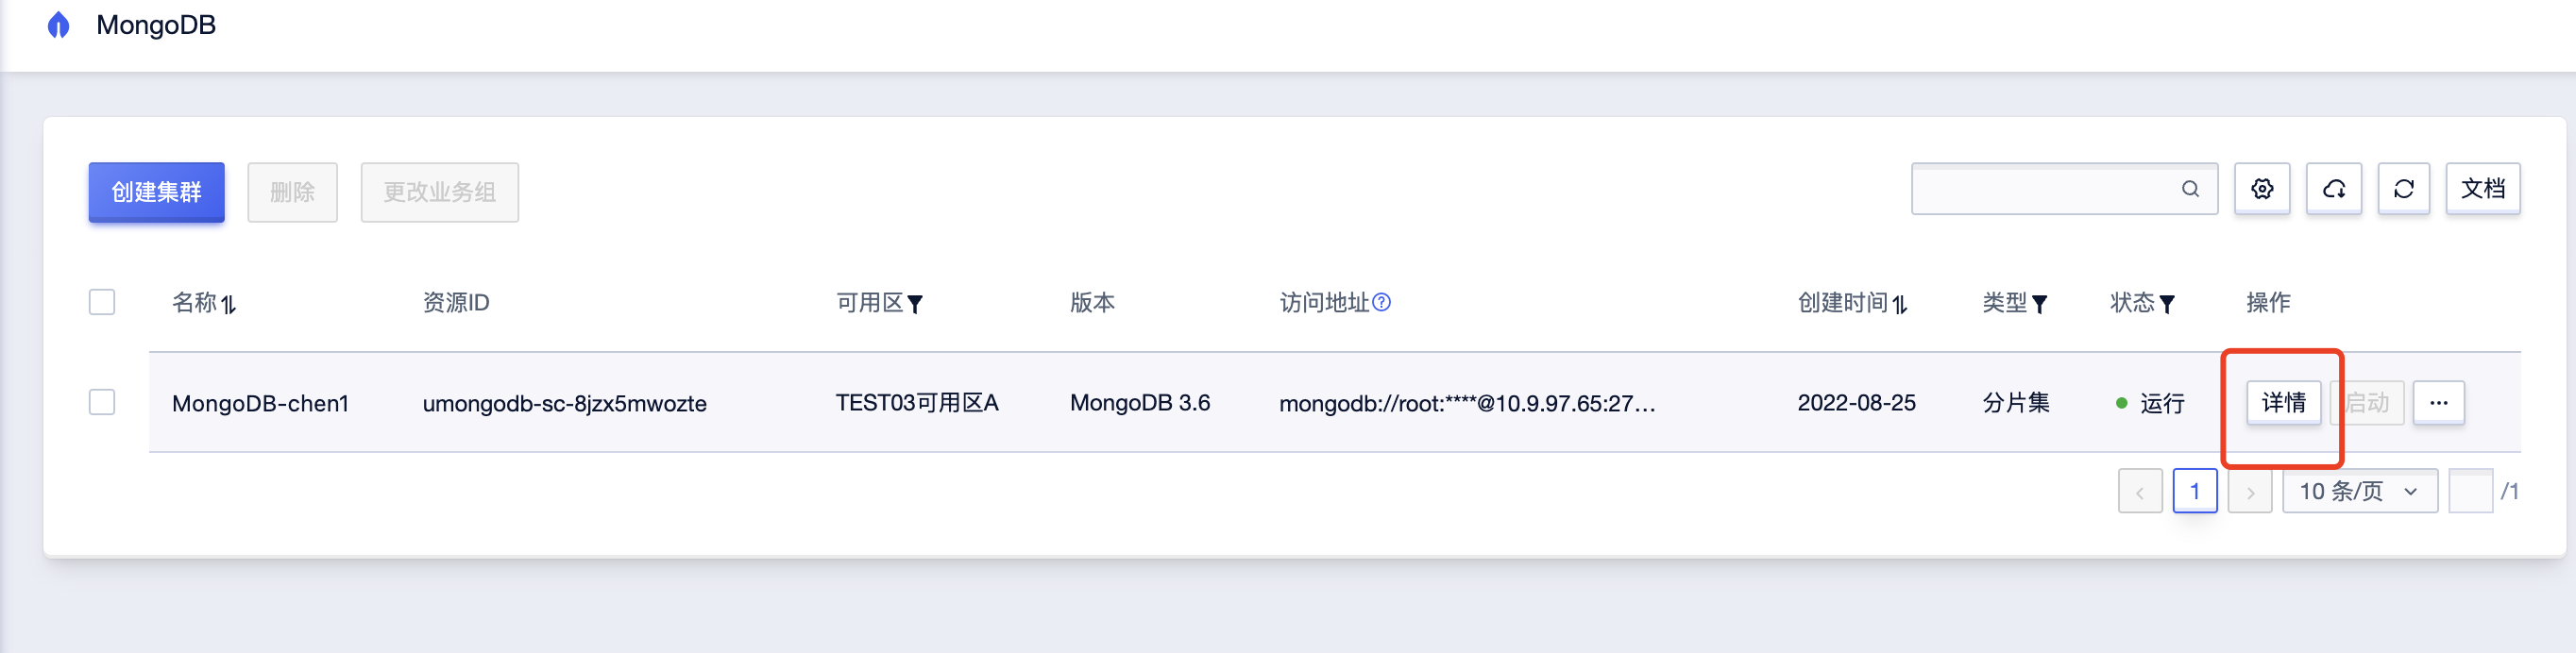 MongoDB
创建集群 删除 更改业务组 文档
名称 资源ID 可用区 版本 访问地址 创建时间 类型 状态 操作
MongoDB-chen1 umongodb-sc-8jzx5mwozte TEST03可用区A MongoDB 3.6 mongodb://root:****@10.9.97.65:27... 2022-08-25 分片集 运行 详情 启动 ...
1 10 条/页 /1